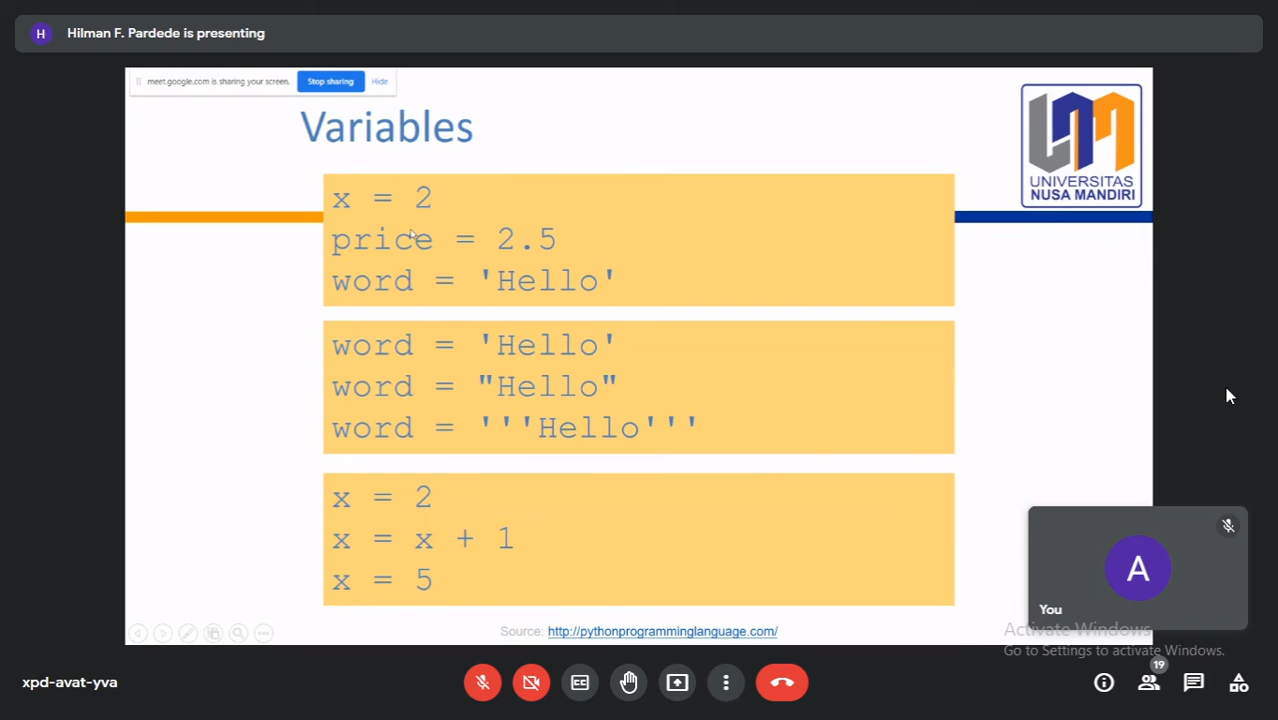 H Hilman F. Pardede is presenting
meet.google.com is sharing your screen. Stop sharing Hide
Variables
UNIVERSITAS
NUSA MANDIRI
x = 2
price = 2.5
word = 'Hello'
word = 'Hello'
word = "Hello"
word = '''Hello'''
x = 2
x = x + 1
x = 5
A
You
Source: http://pythonprogramminglanguage.com/
Activate Windows
Go to Settings to activate Windows.
xpd-avat-yva
CC
19